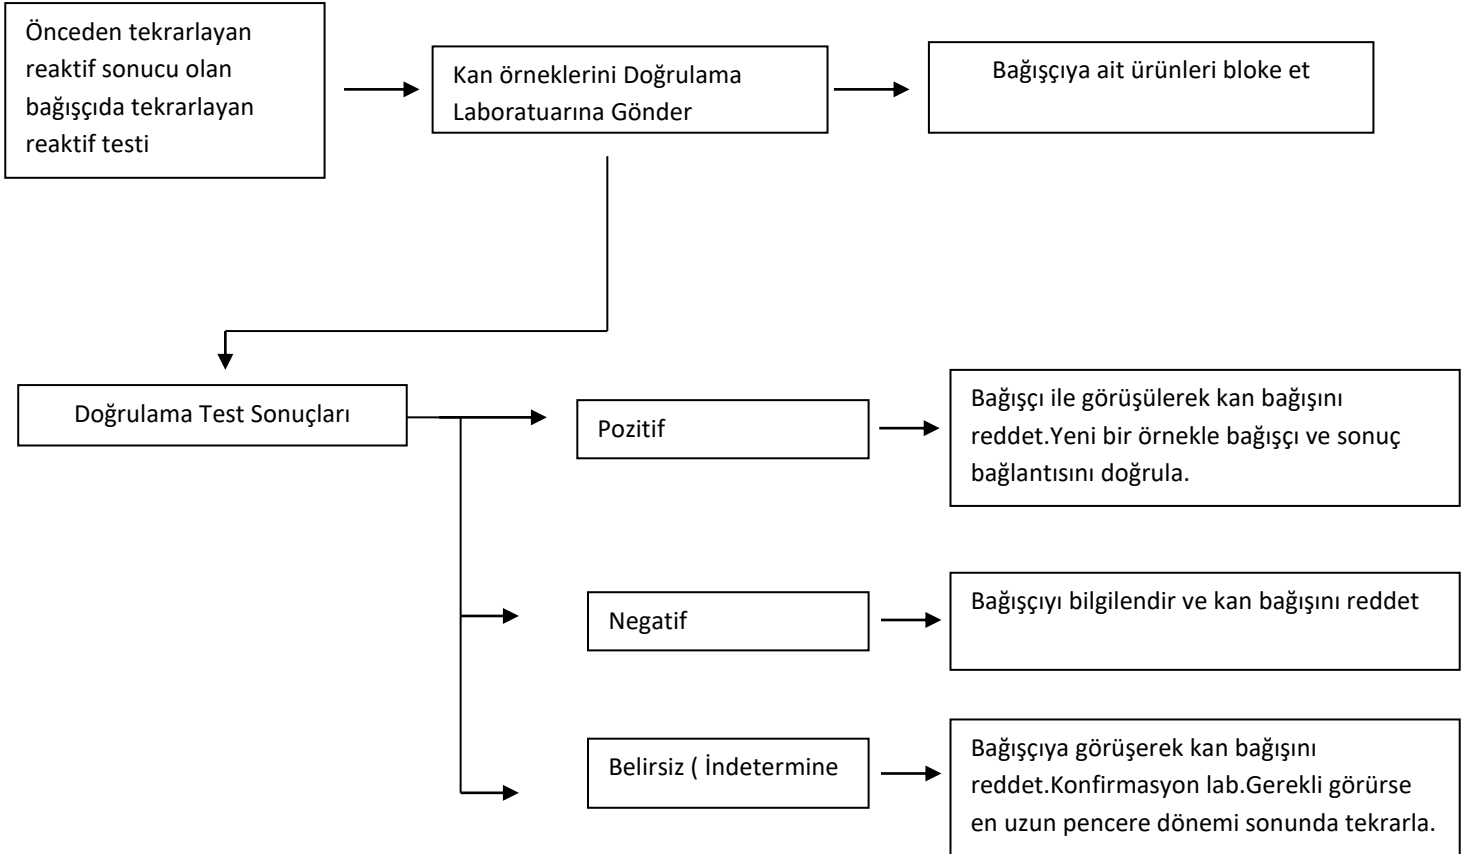 Önceden tekrarlayan
reaktif sonucu olan
bağışçıda tekrarlayan
reaktif testi
Kan örneklerini Doğrulama
Laboratuarına Gönder
Bağışçıya ait ürünleri bloke et
Doğrulama Test Sonuçları
Pozitif
Bağışçı ile görüşülerek kan bağışını
reddet.Yeni bir örnekle bağışçı ve sonuç
bağlantısını doğrula.
Negatif
Bağışçıyı bilgilendir ve kan bağışını reddet
Belirsiz ( İndetermine
Bağışçıya görüşerek kan bağışını
reddet.Konfirmasyon lab.Gerekli görürse
en uzun pencere dönemi sonunda tekrarla.